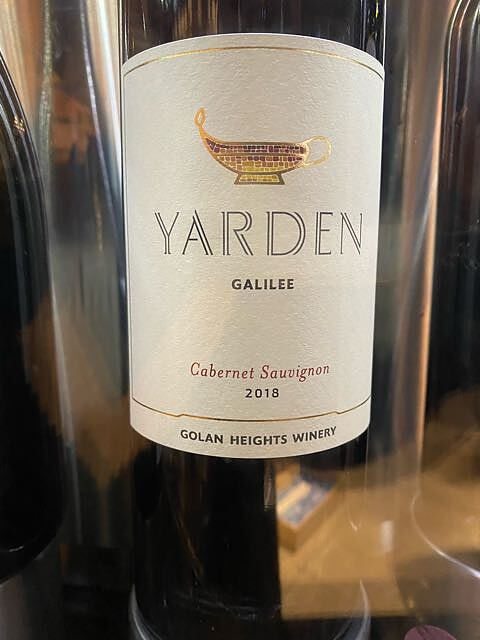 YARDEN
GALILEE
Cabernet Sauvignon
2018
GOLAN HEIGHTS WINERY